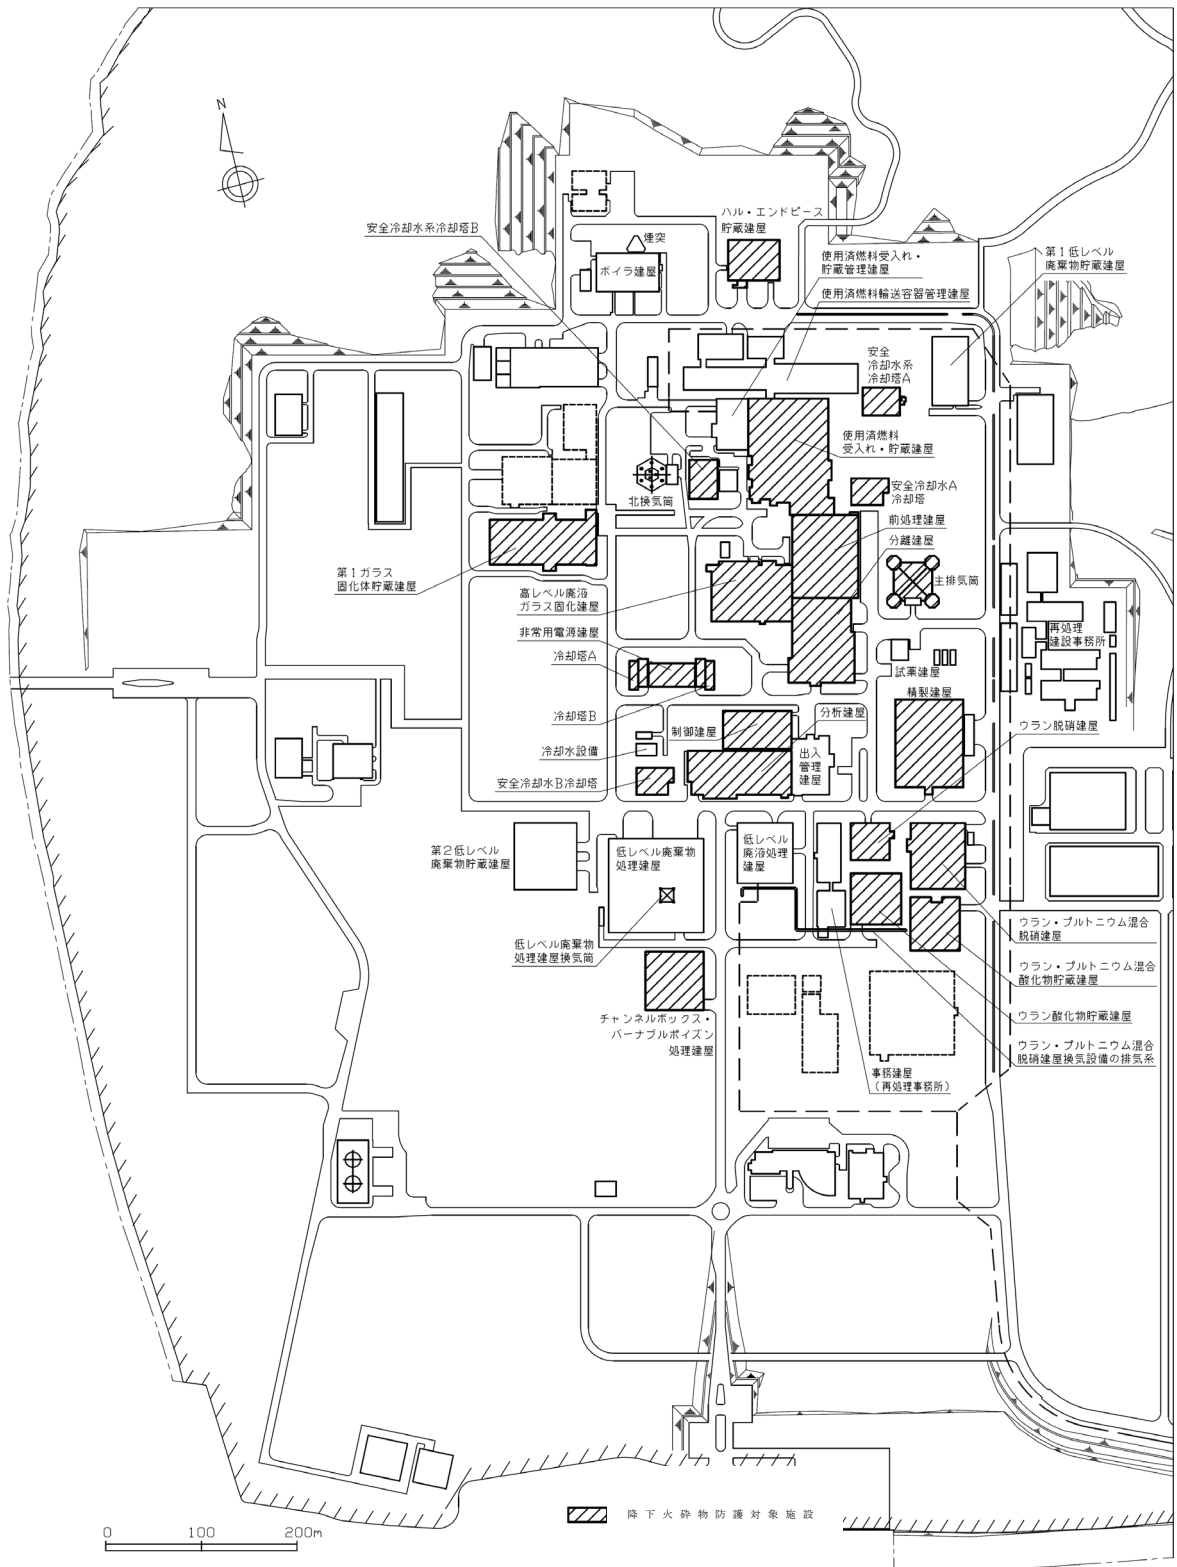 N
ハル・エンドピース
貯蔵建屋
安全冷却水系冷却塔B
煙突
ボイラ建屋
使用済燃料受入れ・
貯蔵管理建屋
第1低レベル
廃棄物貯蔵建屋
使用済燃料輸送容器管理建屋
安全
冷却水系
冷却塔A
使用済燃料
受入れ・貯蔵建屋
北換気筒
安全冷却水A
冷却塔
前処理建屋
分離建屋
第1ガラス
固化体貯蔵建屋
主排気筒
高レベル廃液
ガラス固化建屋
非常用電源建屋
再処理
建設事務所
冷却塔A
試薬建屋
精製建屋
冷却塔B
制御建屋
分析建屋
ウラン脱硝建屋
冷却水設備
出入
管理
建屋
安全冷却水B冷却塔
第2低レベル
廃棄物貯蔵建屋
低レベル廃棄物
処理建屋
低レベル
廃液処理
建屋
ウラン・プルトニウム混合
脱硝建屋
低レベル廃棄物
処理建屋換気筒
ウラン・プルトニウム混合
酸化物貯蔵建屋
チャンネルボックス・
バーナブルポイズン
処理建屋
ウラン酸化物貯蔵建屋
ウラン・プルトニウム混合
脱硝建屋換気設備の排気系
事務建屋
(再処理事務所)
降下火砕物防護対象施設
0 100 200m